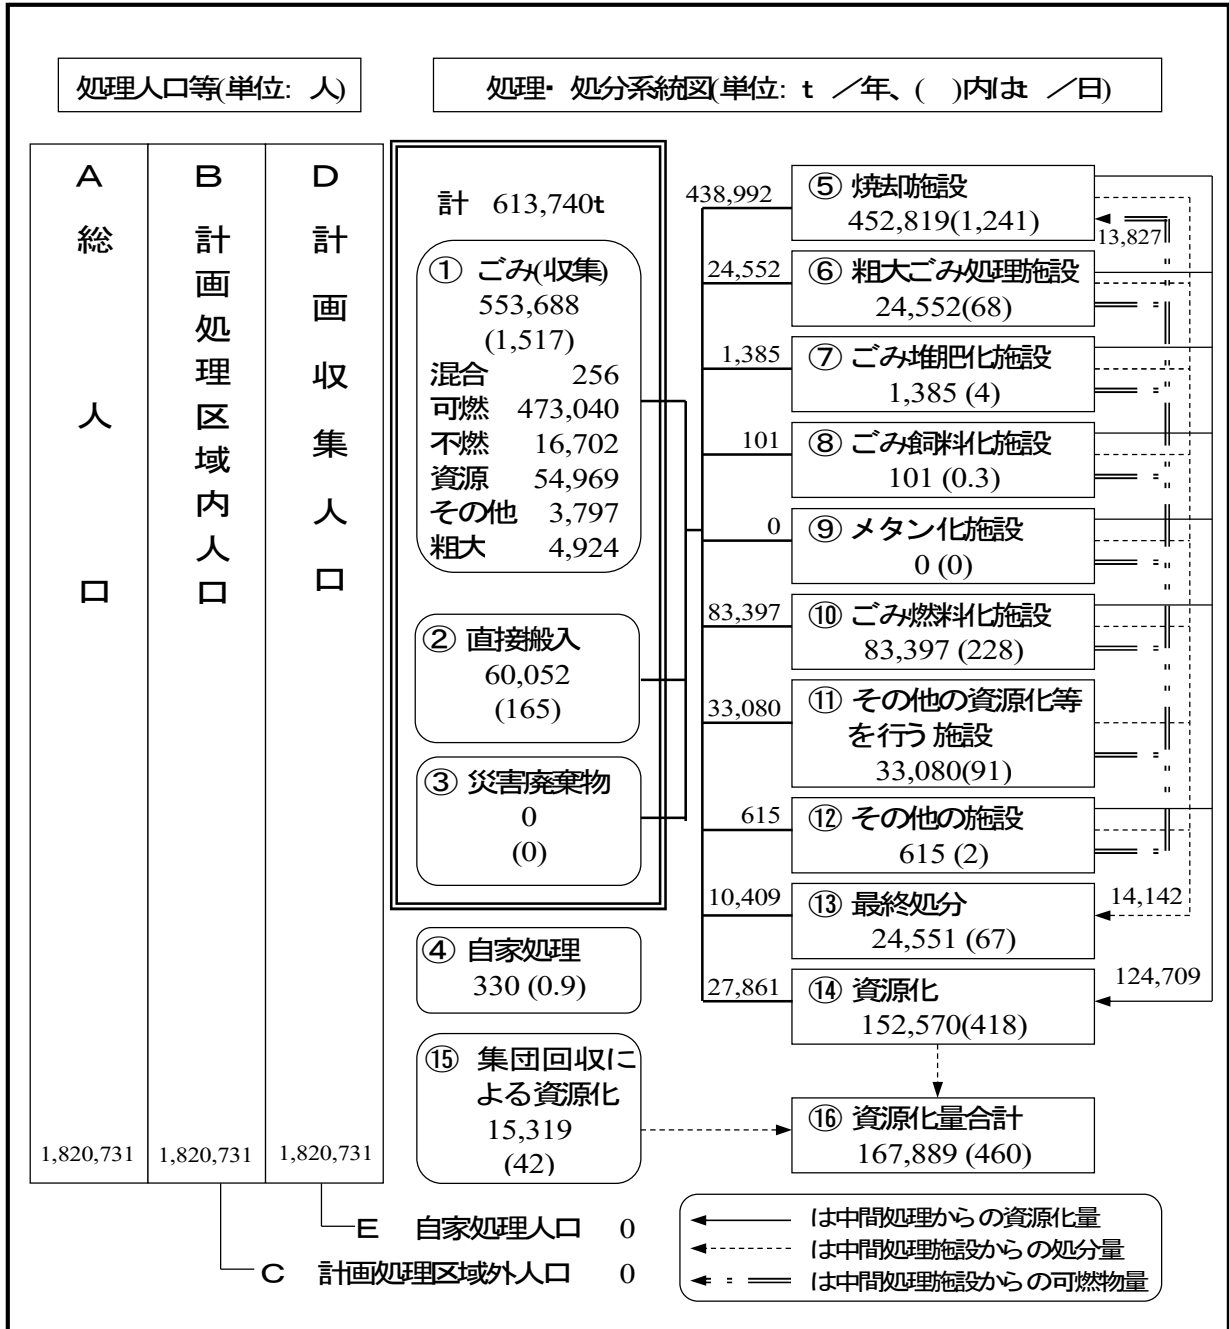 処理人口等(単位: 人)
処理・処分系統図(単位: t ／年、( )内はt ／日)
A 総人口
1,820,731
B 計画処理区域内人口
1,820,731
D 計画収集人口
1,820,731
E 自家処理人口 0
C 計画処理区域外人口 0
計 613,740t
① ごみ(収集)
553,688
(1,517)
混合 256
可燃 473,040
不燃 16,702
資源 54,969
その他 3,797
粗大 4,924
② 直接搬入
60,052
(165)
③ 災害廃棄物
0
(0)
④ 自家処理
330 (0.9)
⑮ 集団回収に
よる資源化
15,319
(42)
438,992
⑤ 焼却施設
452,819(1,241)
13,827
24,552
⑥ 粗大ごみ処理施設
24,552(68)
1,385
⑦ ごみ堆肥化施設
1,385 (4)
101
⑧ ごみ飼料化施設
101 (0.3)
0
⑨ メタン化施設
0 (0)
83,397
⑩ ごみ燃料化施設
83,397 (228)
33,080
⑪ その他の資源化等
を行う施設
33,080(91)
615
⑫ その他の施設
615 (2)
10,409
⑬ 最終処分
24,551 (67)
14,142
27,861
⑭ 資源化
152,570(418)
124,709
⑯ 資源化量合計
167,889 (460)
は中間処理からの資源化量
は中間処理施設からの処分量
は中間処理施設からの可燃物量